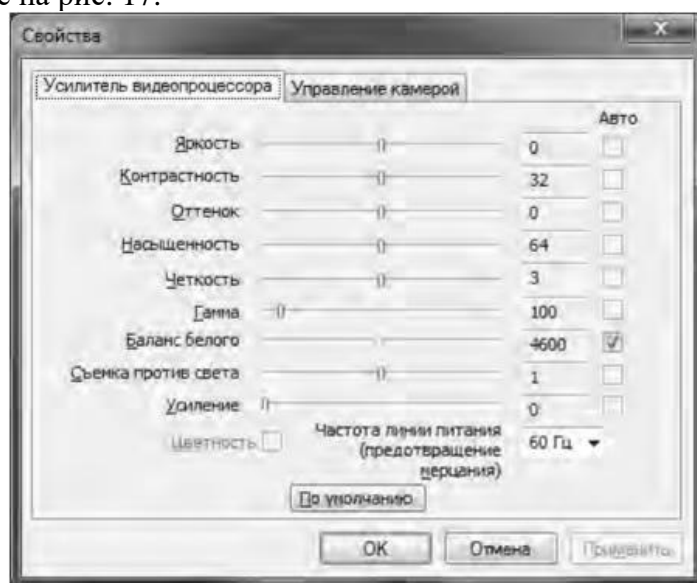 с на рис. 17.
Свойства
Усилитель видеопроцессора Управление камерой
Авто
Яркость 0
Контрастность 32
Оттенок 0
Насыщенность 64
Четкость 3
Гамма 100
Баланс белого 4600
Съемка против света 1
Усиление 0
Цветность Частота линии питания (предотвращение мерцания) 60 Гц
По умолчанию
OK Отмена Применить